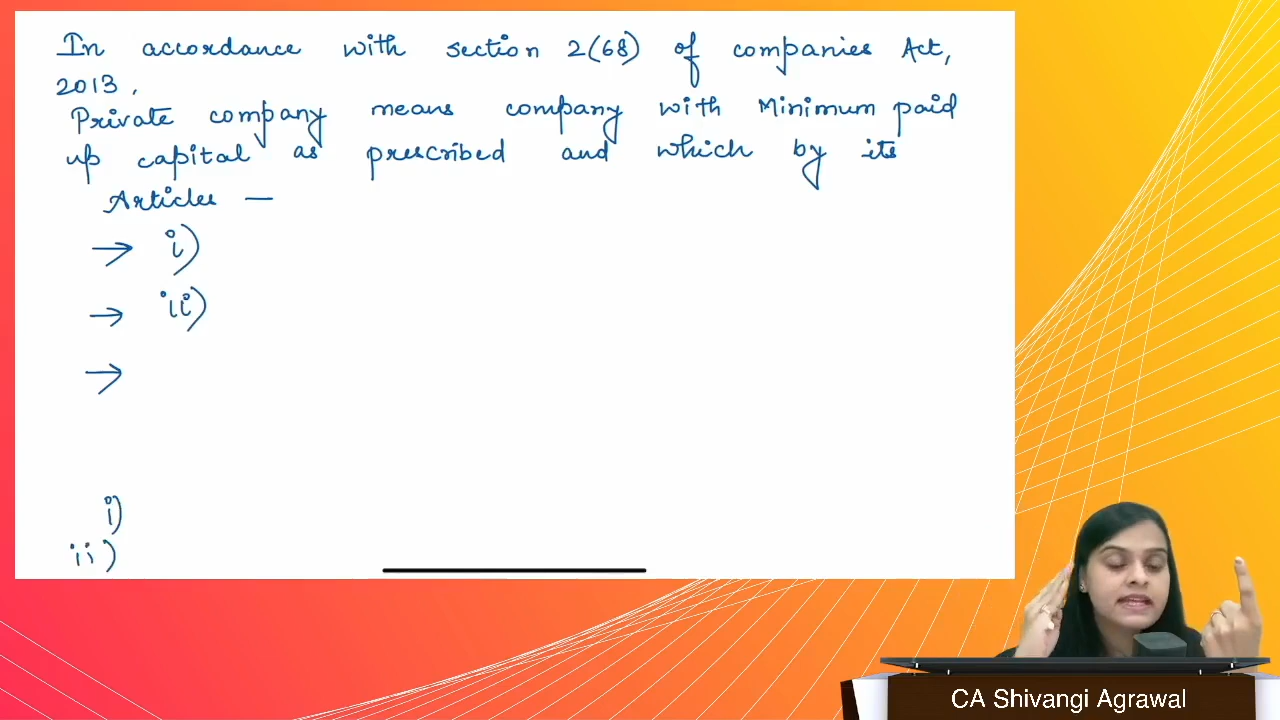 In accordance with section 2(68) of companies Act,
2013,
Private company means company with Minimum paid
up capital as prescribed and which by its
Articles —
→ i)
→ ii)
→
i)
ii)
CA Shivangi Agrawal